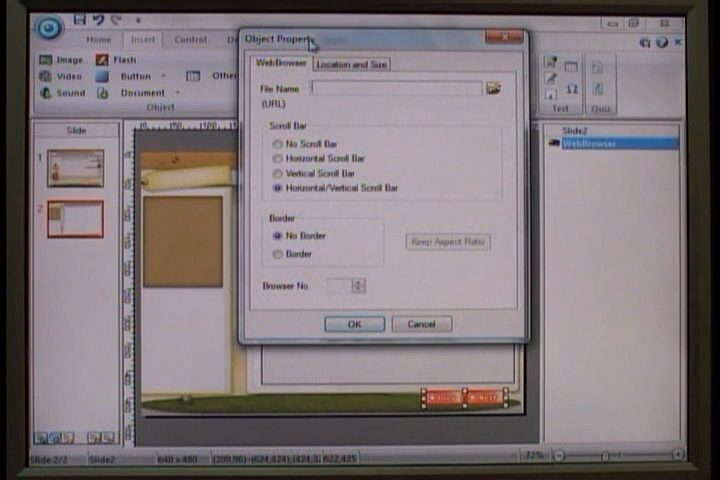 Object Property
Home Insert Control
Image Flash
Video Button Other
Sound Document
Object
Text Quiz
WebBrowser Location and Size
File Name
(URL)
Scroll Bar
No Scroll Bar
Horizontal Scroll Bar
Vertical Scroll Bar
Horizontal/Vertical Scroll Bar
Border
No Border
Border
Keep Aspect Ratio
Browser No.
OK Cancel
Slide
1
2
Slide2
WebBrowser
Slide 2/2 Slide2 640 x 480 72%